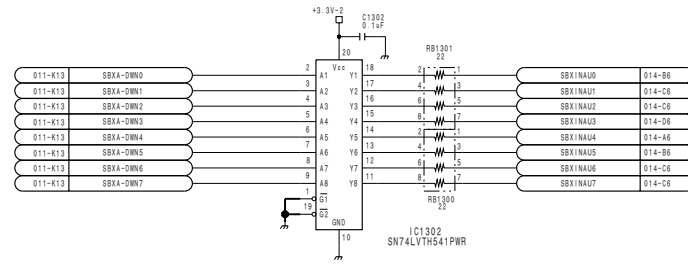 +3.3V-2
C1302
0.1uF
20
Vcc
RB1301
22
011-K13 SBXA-DWN0 2 A1 Y1 18 2 1 SBXINAU0 014-B6
011-K13 SBXA-DWN1 3 A2 Y2 17 4 3 SBXINAU1 014-C6
011-K13 SBXA-DWN2 4 A3 Y3 16 6 5 SBXINAU2 014-C6
011-K13 SBXA-DWN3 5 A4 Y4 15 8 7 SBXINAU3 014-D6
011-K13 SBXA-DWN4 6 A5 Y5 14 2 1 SBXINAU4 014-A6
011-K13 SBXA-DWN5 7 A6 Y6 13 4 3 SBXINAU5 014-B6
011-K13 SBXA-DWN6 8 A7 Y7 12 6 5 SBXINAU6 014-C6
011-K13 SBXA-DWN7 9 A8 Y8 11 8 7 SBXINAU7 014-C6
1 G1
19 G2
RB1300
22
GND
10
IC1302
SN74LVTH541PWR